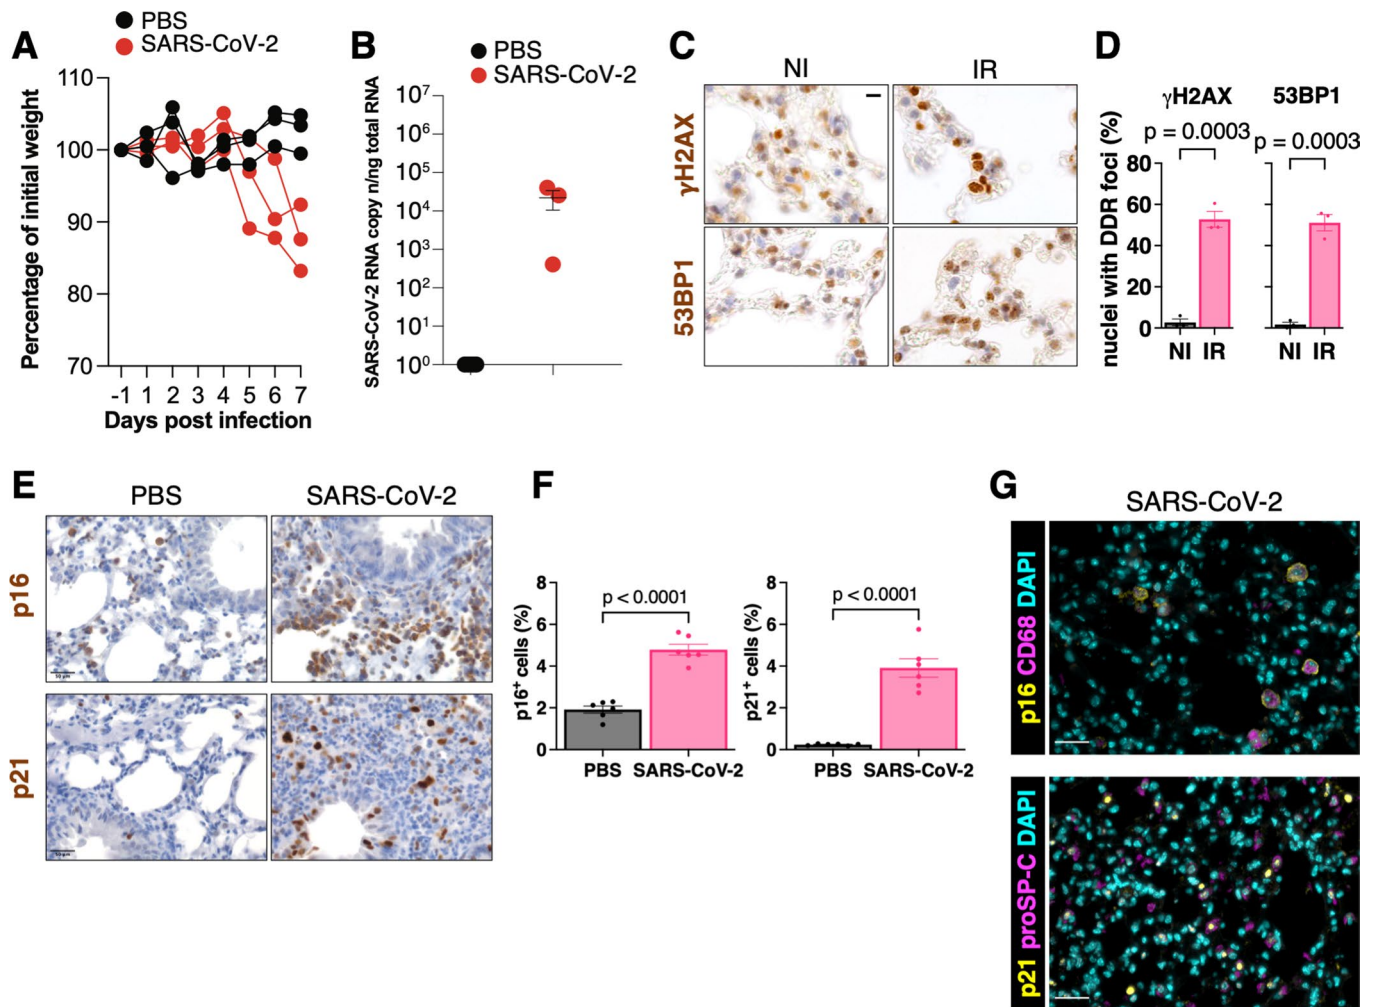 A
PBS
SARS-CoV-2
Percentage of initial weight
110
100
90
80
70
-1 1 2 3 4 5 6 7
Days post infection
B
PBS
SARS-CoV-2
SARS-CoV-2 RNA copy n/ng total RNA
10⁷
10⁶
10⁵
10⁴
10³
10²
10¹
10⁰
C
NI IR
γH2AX
53BP1
D
γH2AX 53BP1
p = 0.0003 p = 0.0003
nuclei with DDR foci (%)
80
60
40
20
0
NI IR NI IR
E
PBS SARS-CoV-2
p16
p21
F
p16⁺ cells (%)
8
6
4
2
0
p < 0.0001
PBS SARS-CoV-2
p21⁺ cells (%)
8
6
4
2
0
p < 0.0001
PBS SARS-CoV-2
G
SARS-CoV-2
p16 CD68 DAPI
p21 proSP-C DAPI